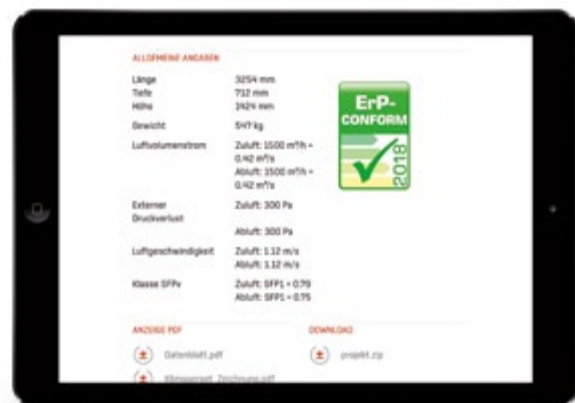 ALLGEMEINE ANGABEN
Länge 3254 mm
Tiefe 712 mm
Höhe 1424 mm
Gewicht 547 kg
Luftvolumenstrom Zuluft: 1500 m³/h =
0.42 m³/s
Abluft: 1500 m³/h =
0.42 m³/s
Externer Zuluft: 300 Pa
Druckverlust
Abluft: 300 Pa
Luftgeschwindigkeit Zuluft: 1.12 m/s
Abluft: 1.12 m/s
Klasse SFPv Zuluft: SFP1 = 0.79
Abluft: SFP1 = 0.75
ErP-
CONFORM
2018
ANZEIGE PDF DOWNLOAD
Datenblatt.pdf projekt.zip
Klimageraet_Zeichnung.pdf